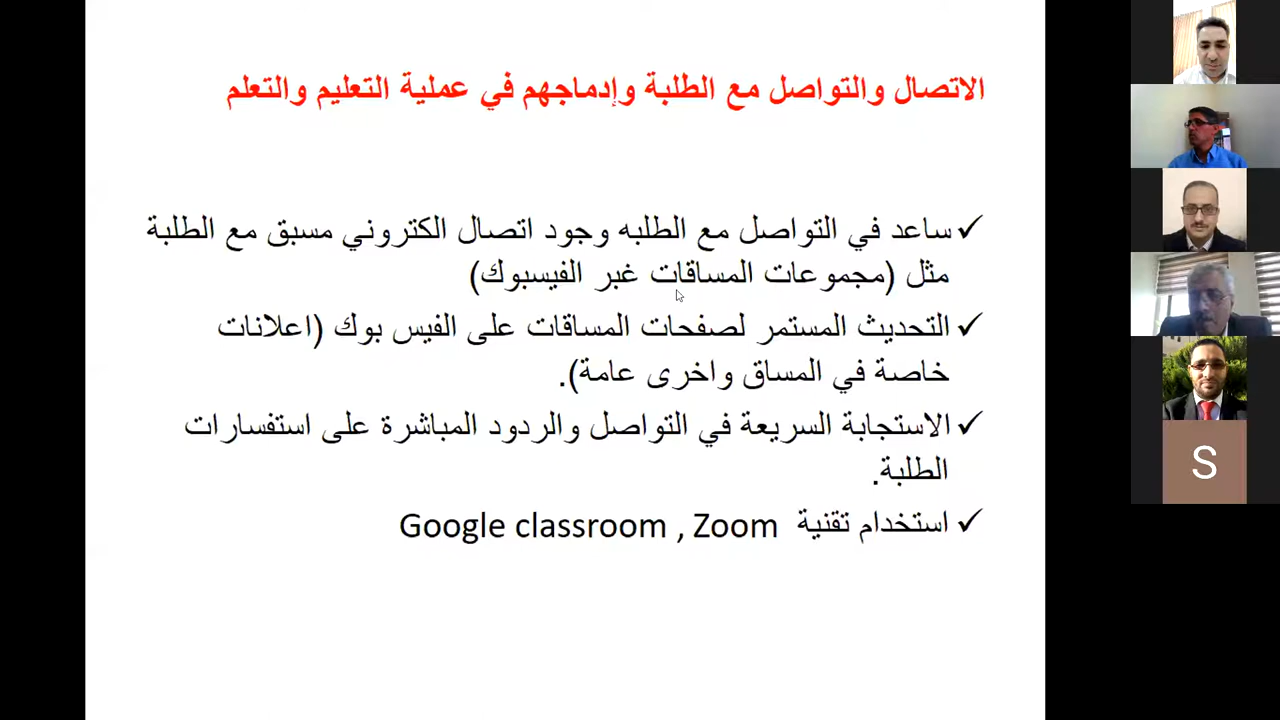 الاتصال والتواصل مع الطلبة وإدماجهم في عملية التعليم والتعلم
✓ ساعد في التواصل مع الطلبه وجود اتصال الكتروني مسبق مع الطلبة
مثل (مجموعات المساقات غبر الفيسبوك)
✓ التحديث المستمر لصفحات المساقات على الفيس بوك (اعلانات
خاصة في المساق واخرى عامة).
✓ الاستجابة السريعة في التواصل والردود المباشرة على استفسارات
الطلبة.
✓ استخدام تقنية Google classroom , Zoom
S